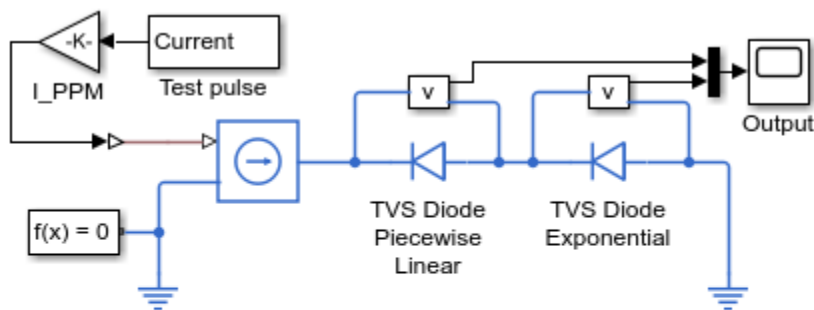 -K-
Current
I_PPM
Test pulse
v
v
Output
f(x) = 0
TVS Diode
Piecewise
Linear
TVS Diode
Exponential